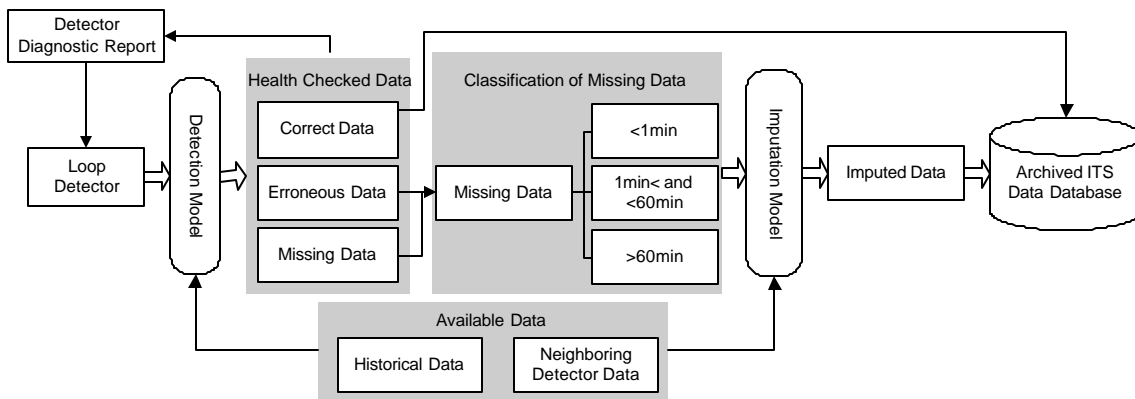 Detector
Diagnostic Report
Loop
Detector
Detection Model
Health Checked Data
Correct Data
Erroneous Data
Missing Data
Classification of Missing Data
Missing Data
<1min
1min< and
<60min
>60min
Imputation Model
Imputed Data
Archived ITS
Data Database
Available Data
Historical Data
Neighboring
Detector Data